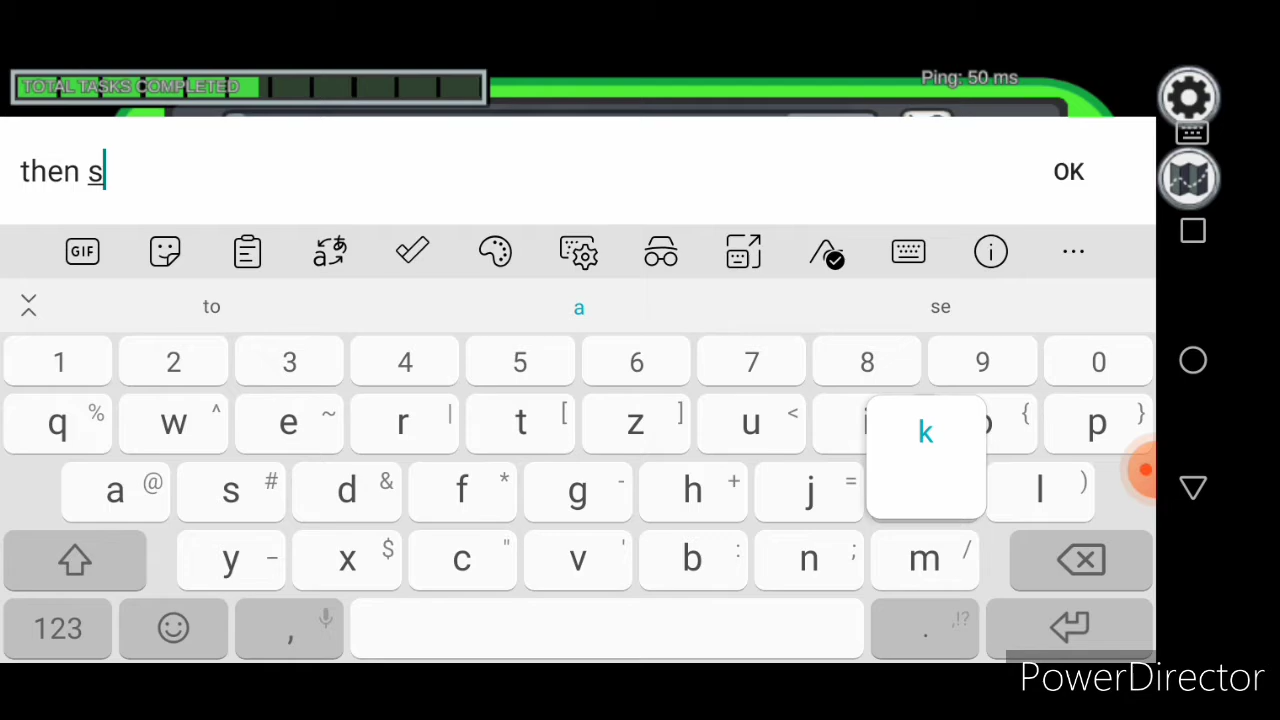 TOTAL TASKS COMPLETED
Ping: 50 ms
then s
OK
GIF
to a se
1 2 3 4 5 6 7 8 9 0
q % w ^ e ~ r | t [ z ] u < i { p }
a @ s # d & f * g - h + j = k l )
y _ x $ c " v ' b : n ; m /
123 , . ,!?
PowerDirector